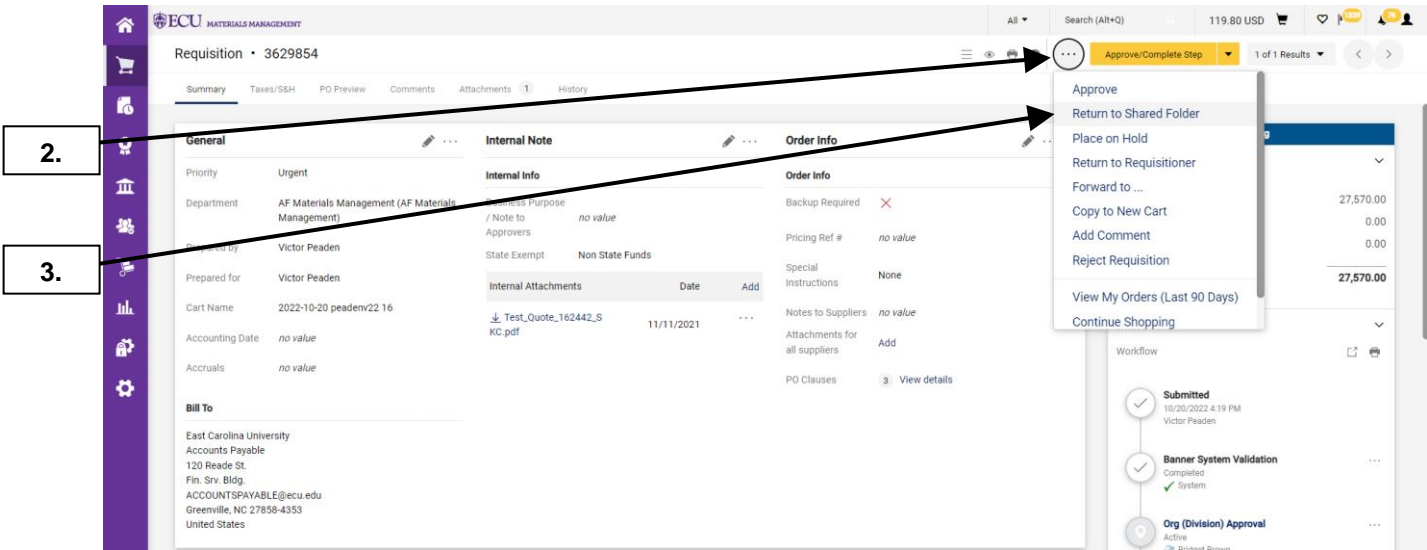 ECU MATERIALS MANAGEMENT
All
Search (Alt+Q)
119.80 USD
Requisition • 3629854
Approve/Complete Step
1 of 1 Results
Summary
Taxes/S&H
PO Preview
Comments
Attachments 1
History
2.
3.
Approve
Return to Shared Folder
Place on Hold
Return to Requisitioner
Forward to ...
Copy to New Cart
Add Comment
Reject Requisition
View My Orders (Last 90 Days)
Continue Shopping
General
Priority Urgent
Department AF Materials Management (AF Materials
Management)
Prepared by Victor Peaden
Prepared for Victor Peaden
Cart Name 2022-10-20 peadenv22 16
Accounting Date no value
Accruals no value
Bill To
East Carolina University
Accounts Payable
120 Reade St.
Fin. Srv. Bldg.
ACCOUNTSPAYABLE@ecu.edu
Greenville, NC 27858-4353
United States
Internal Note
Internal Info
Business Purpose
/ Note to no value
Approvers
State Exempt Non State Funds
Internal Attachments Date Add
Test_Quote_162442_S
KC.pdf 11/11/2021
Order Info
Order Info
Backup Required
Pricing Ref # no value
Special
Instructions None
Notes to Suppliers no value
Attachments for
all suppliers Add
PO Clauses 3 View details
27,570.00
0.00
0.00
27,570.00
Workflow
Submitted
10/20/2022 4:19 PM
Victor Peaden
Banner System Validation
Completed
System
Org (Division) Approval
Active